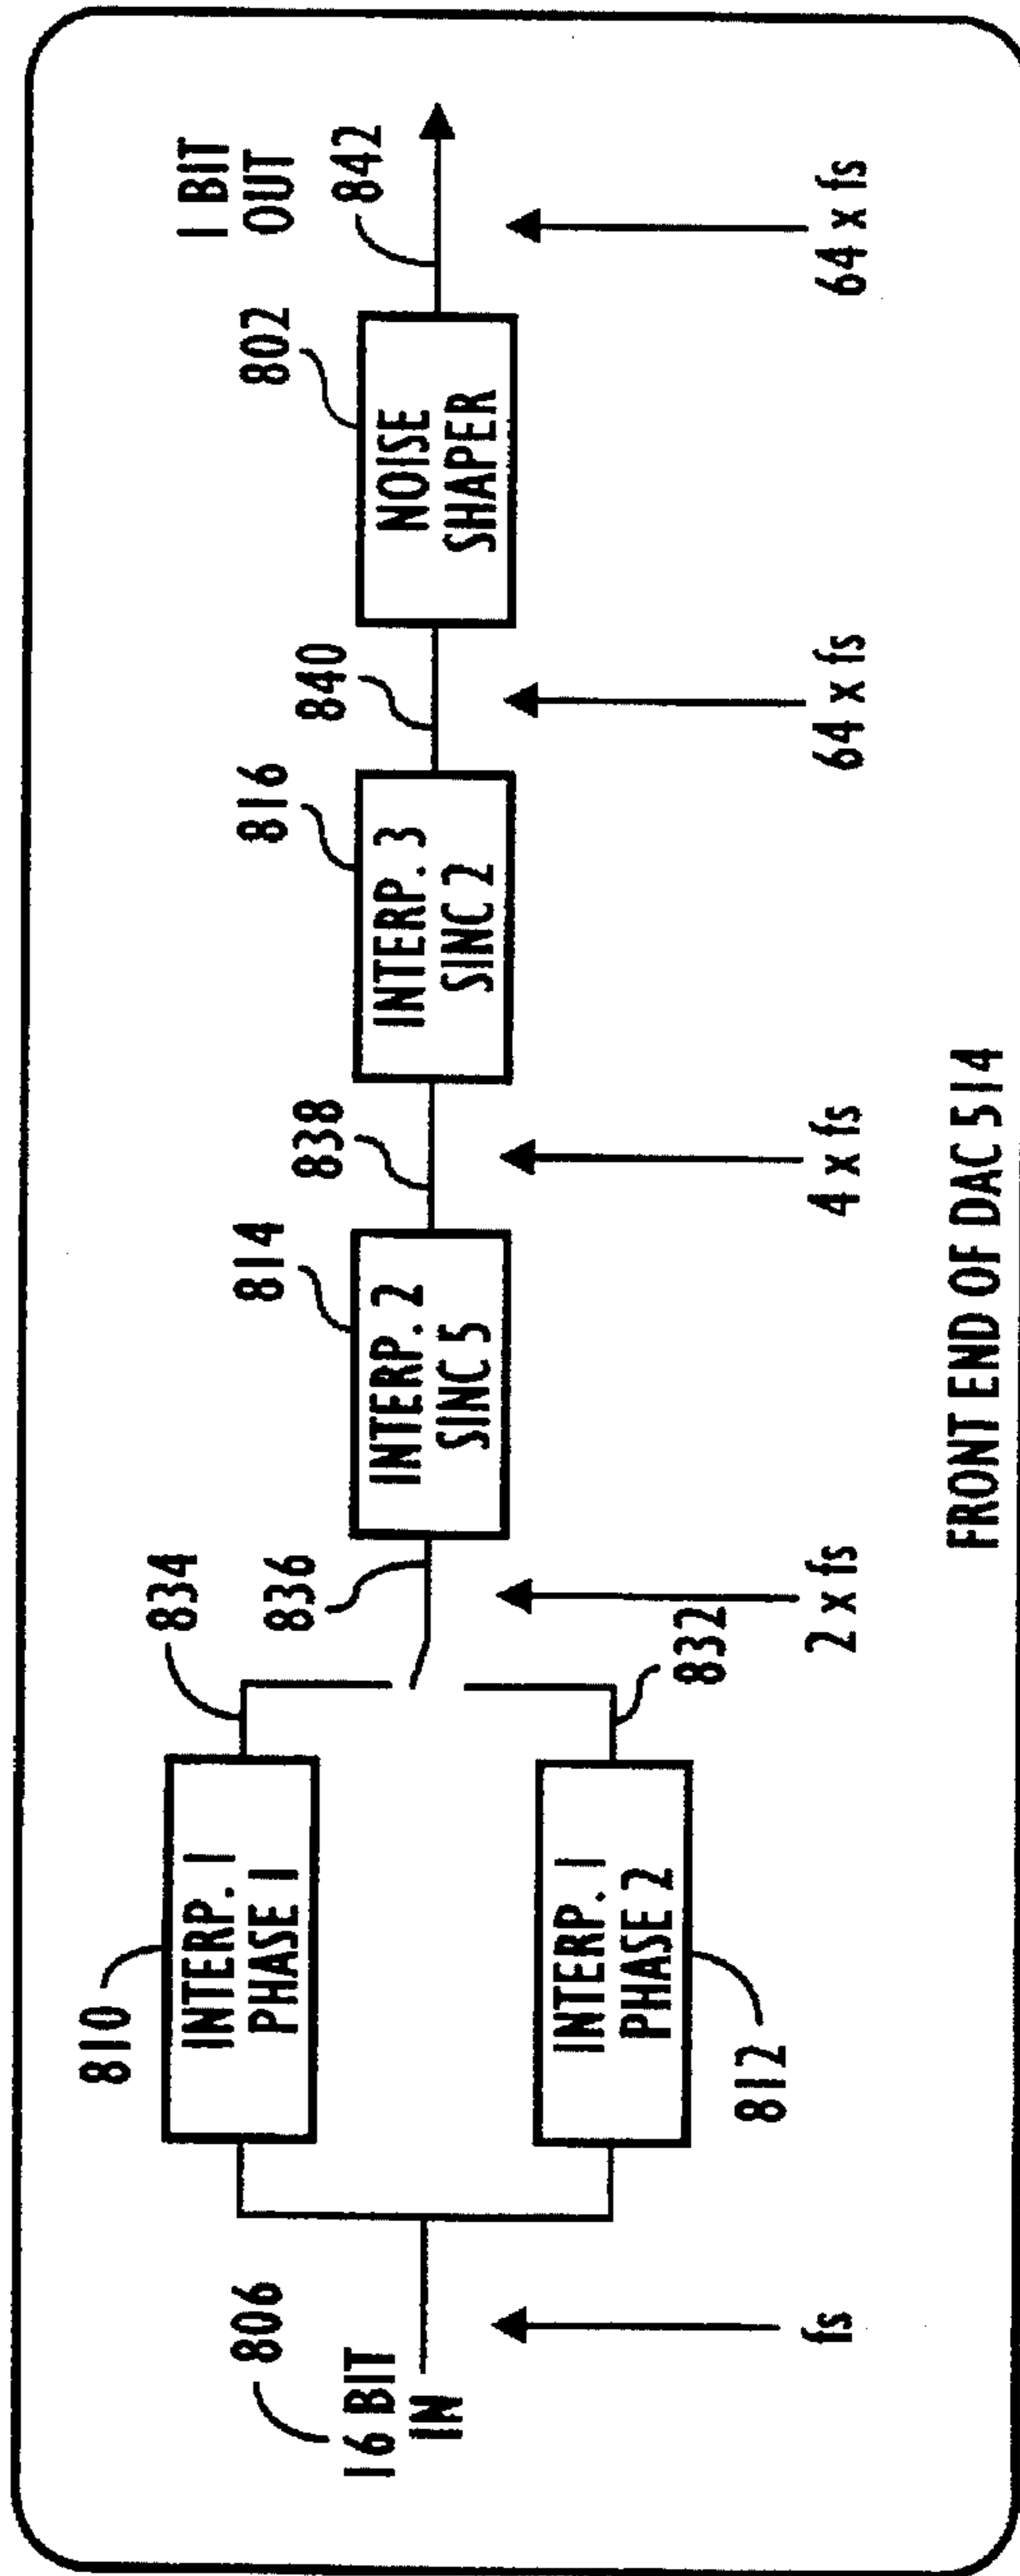 806
16 BIT
IN
fs
810
INTERP. 1
PHASE 1
INTERP. 1
PHASE 2
812
834
832
836
2 x fs
814
INTERP. 2
SINC 5
838
4 x fs
816
INTERP. 3
SINC 2
840
64 x fs
802
NOISE
SHAPER
1 BIT
OUT
842
64 x fs
FRONT END OF DAC 514